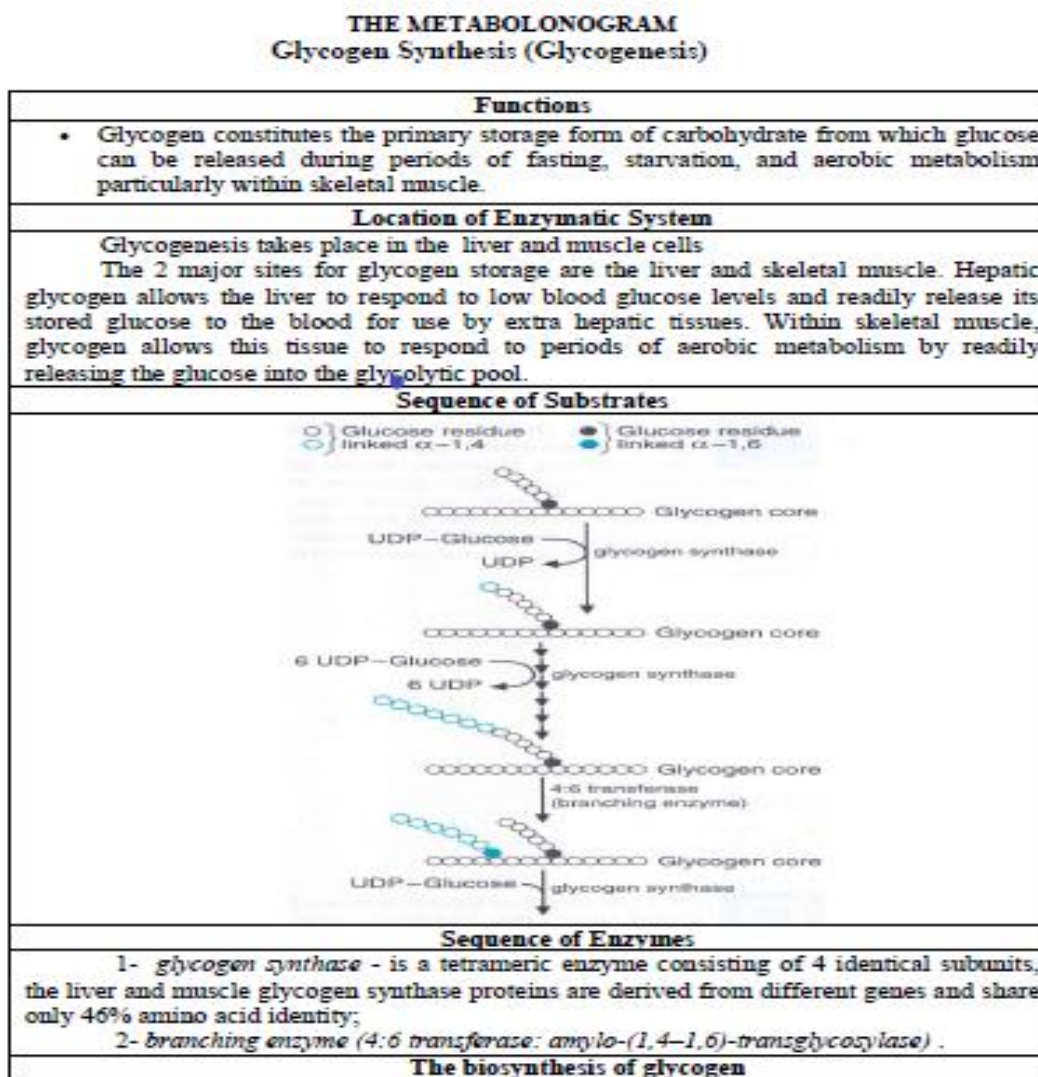 THE METABOLONOGRAM
Glycogen Synthesis (Glycogenesis)
Functions
• Glycogen constitutes the primary storage form of carbohydrate from which glucose
can be released during periods of fasting, starvation, and aerobic metabolism
particularly within skeletal muscle.
Location of Enzymatic System
Glycogenesis takes place in the liver and muscle cells
The 2 major sites for glycogen storage are the liver and skeletal muscle. Hepatic
glycogen allows the liver to respond to low blood glucose levels and readily release its
stored glucose to the blood for use by extra hepatic tissues. Within skeletal muscle,
glycogen allows this tissue to respond to periods of aerobic metabolism by readily
releasing the glucose into the glycolytic pool.
Sequence of Substrates
Glucose residue
linked α-1,4
Glucose residue
linked α-1,6
Glycogen core
UDP-Glucose
glycogen synthase
UDP
Glycogen core
6 UDP-Glucose
glycogen synthase
6 UDP
Glycogen core
4:6 transferase
(branching enzyme)
Glycogen core
UDP-Glucose
glycogen synthase
Sequence of Enzymes
1- glycogen synthase - is a tetrameric enzyme consisting of 4 identical subunits,
the liver and muscle glycogen synthase proteins are derived from different genes and share
only 46% amino acid identity;
2- branching enzyme (4:6 transferase: amylo-(1,4–1,6)-transglycosylase) .
The biosynthesis of glycogen